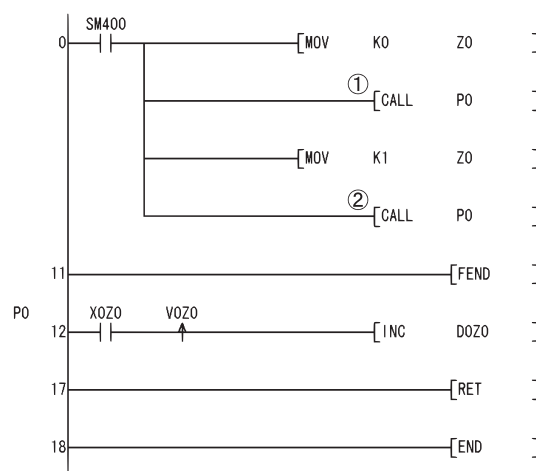 SM400
0 [MOV K0 Z0 ]
① [CALL P0 ]
[MOV K1 Z0 ]
② [CALL P0 ]
11 [FEND ]
P0 X0Z0 V0Z0
12 [INC D0Z0 ]
17 [RET ]
18 [END ]